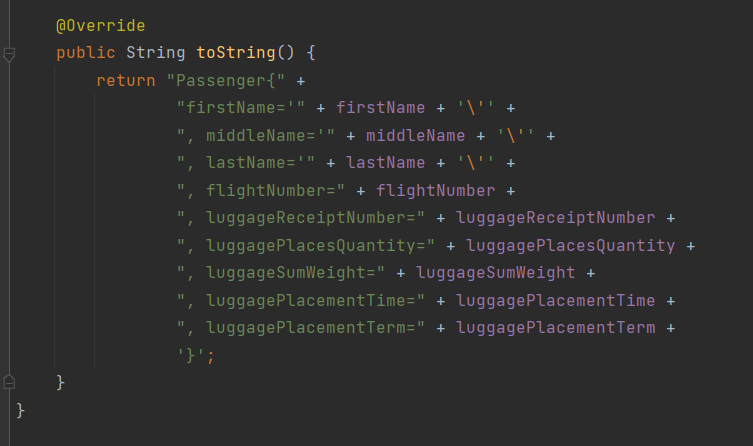 @Override
public String toString() {
return "Passenger{" +
"firstName='" + firstName + '\'' +
", middleName='" + middleName + '\'' +
", lastName='" + lastName + '\'' +
", flightNumber=" + flightNumber +
", luggageReceiptNumber=" + luggageReceiptNumber +
", luggagePlacesQuantity=" + luggagePlacesQuantity +
", luggageSumWeight=" + luggageSumWeight +
", luggagePlacementTime=" + luggagePlacementTime +
", luggagePlacementTerm=" + luggagePlacementTerm +
'}';
}
}